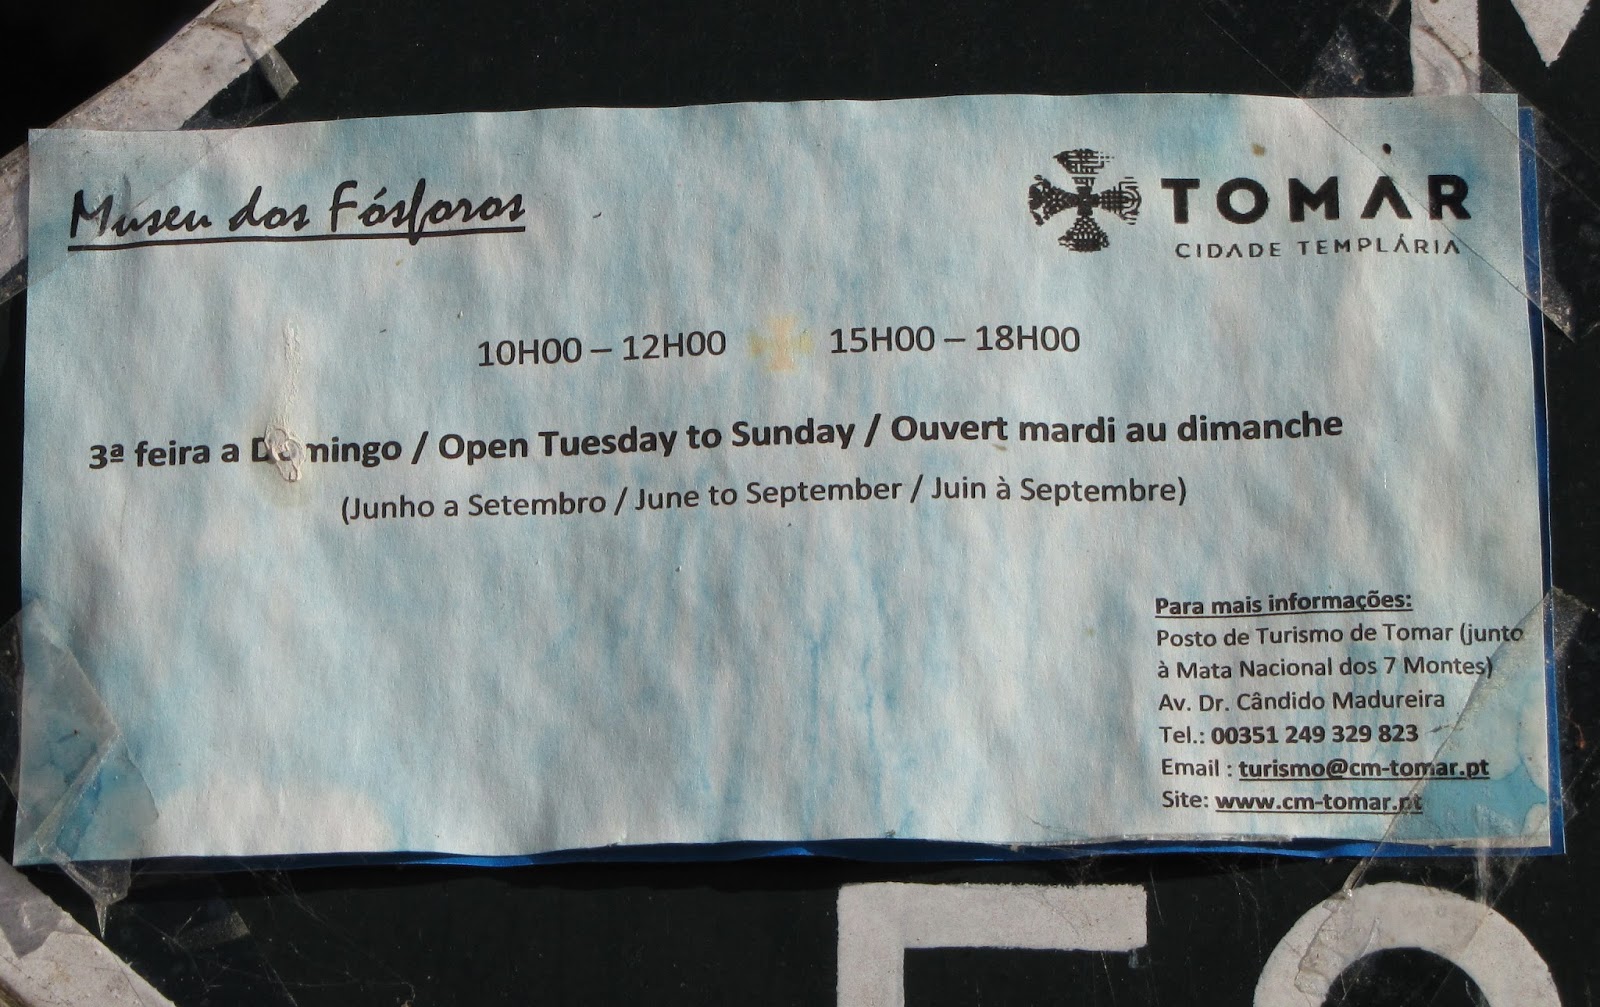 Museu dos Fósforos
TOMAR
CIDADE TEMPLÁRIA
10H00 – 12H00 15H00 – 18H00
3ª feira a Domingo / Open Tuesday to Sunday / Ouvert mardi au dimanche
(Junho a Setembro / June to September / Juin à Septembre)
Para mais informações:
Posto de Turismo de Tomar (junto
à Mata Nacional dos 7 Montes)
Av. Dr. Cândido Madureira
Tel.: 00351 249 329 823
Email : turismo@cm-tomar.pt
Site: www.cm-tomar.pt